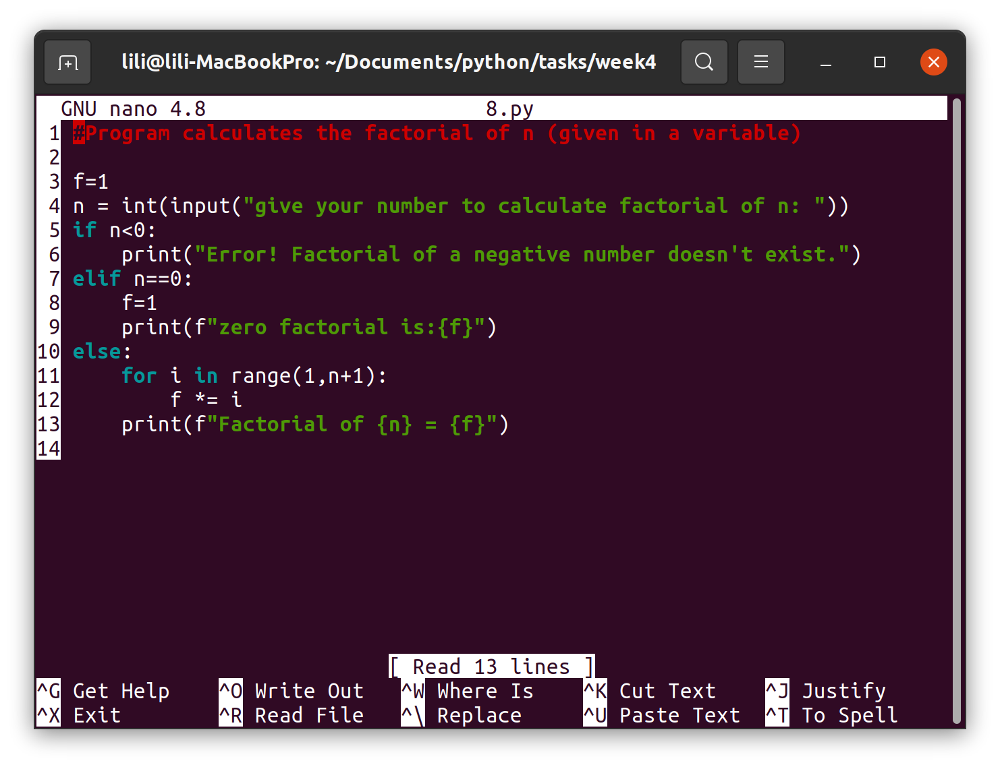 lili@lili-MacBookPro: ~/Documents/python/tasks/week4
GNU nano 4.8 8.py
1 #Program calculates the factorial of n (given in a variable)
2
3 f=1
4 n = int(input("give your number to calculate factorial of n: "))
5 if n<0:
6     print("Error! Factorial of a negative number doesn't exist.")
7 elif n==0:
8     f=1
9     print(f"zero factorial is:{f}")
10 else:
11     for i in range(1,n+1):
12         f *= i
13     print(f"Factorial of {n} = {f}")
14
[ Read 13 lines ]
^G Get Help ^O Write Out ^W Where Is ^K Cut Text ^J Justify
^X Exit ^R Read File ^\ Replace ^U Paste Text ^T To Spell